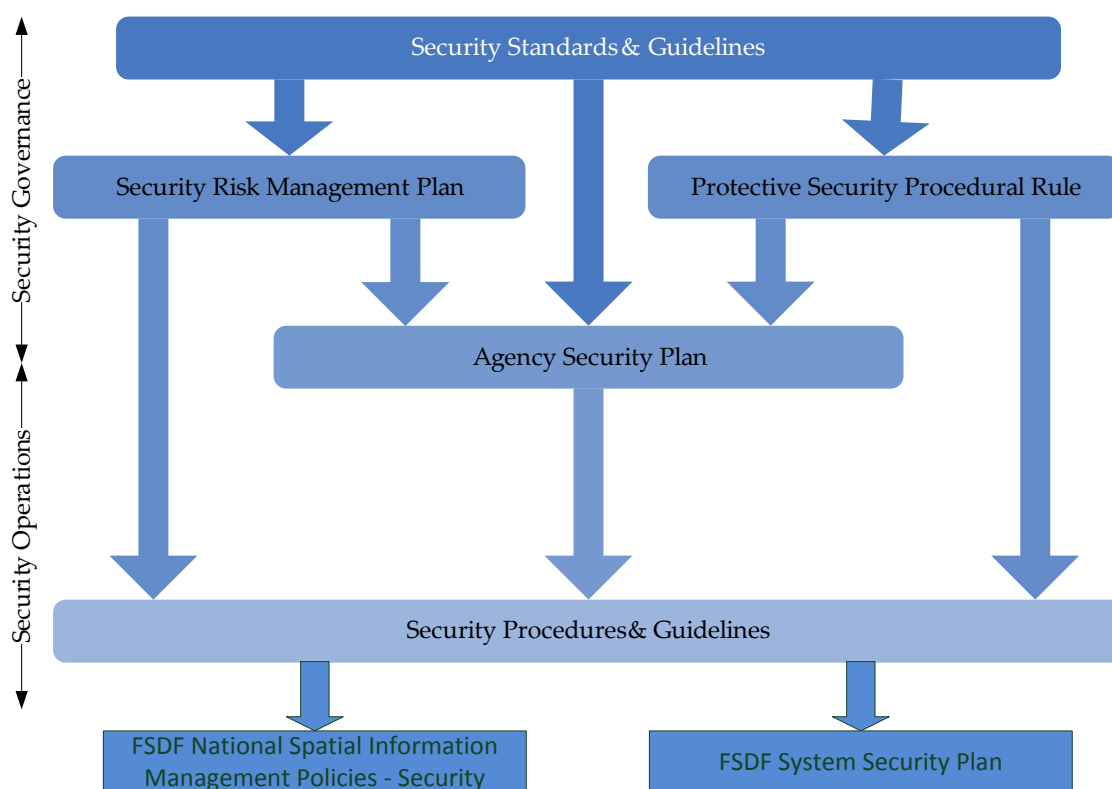 Security Standards & Guidelines
Security Governance
Security Risk Management Plan
Protective Security Procedural Rule
Agency Security Plan
Security Operations
Security Procedures& Guidelines
FSDF National Spatial Information
Management Policies - Security
FSDF System Security Plan